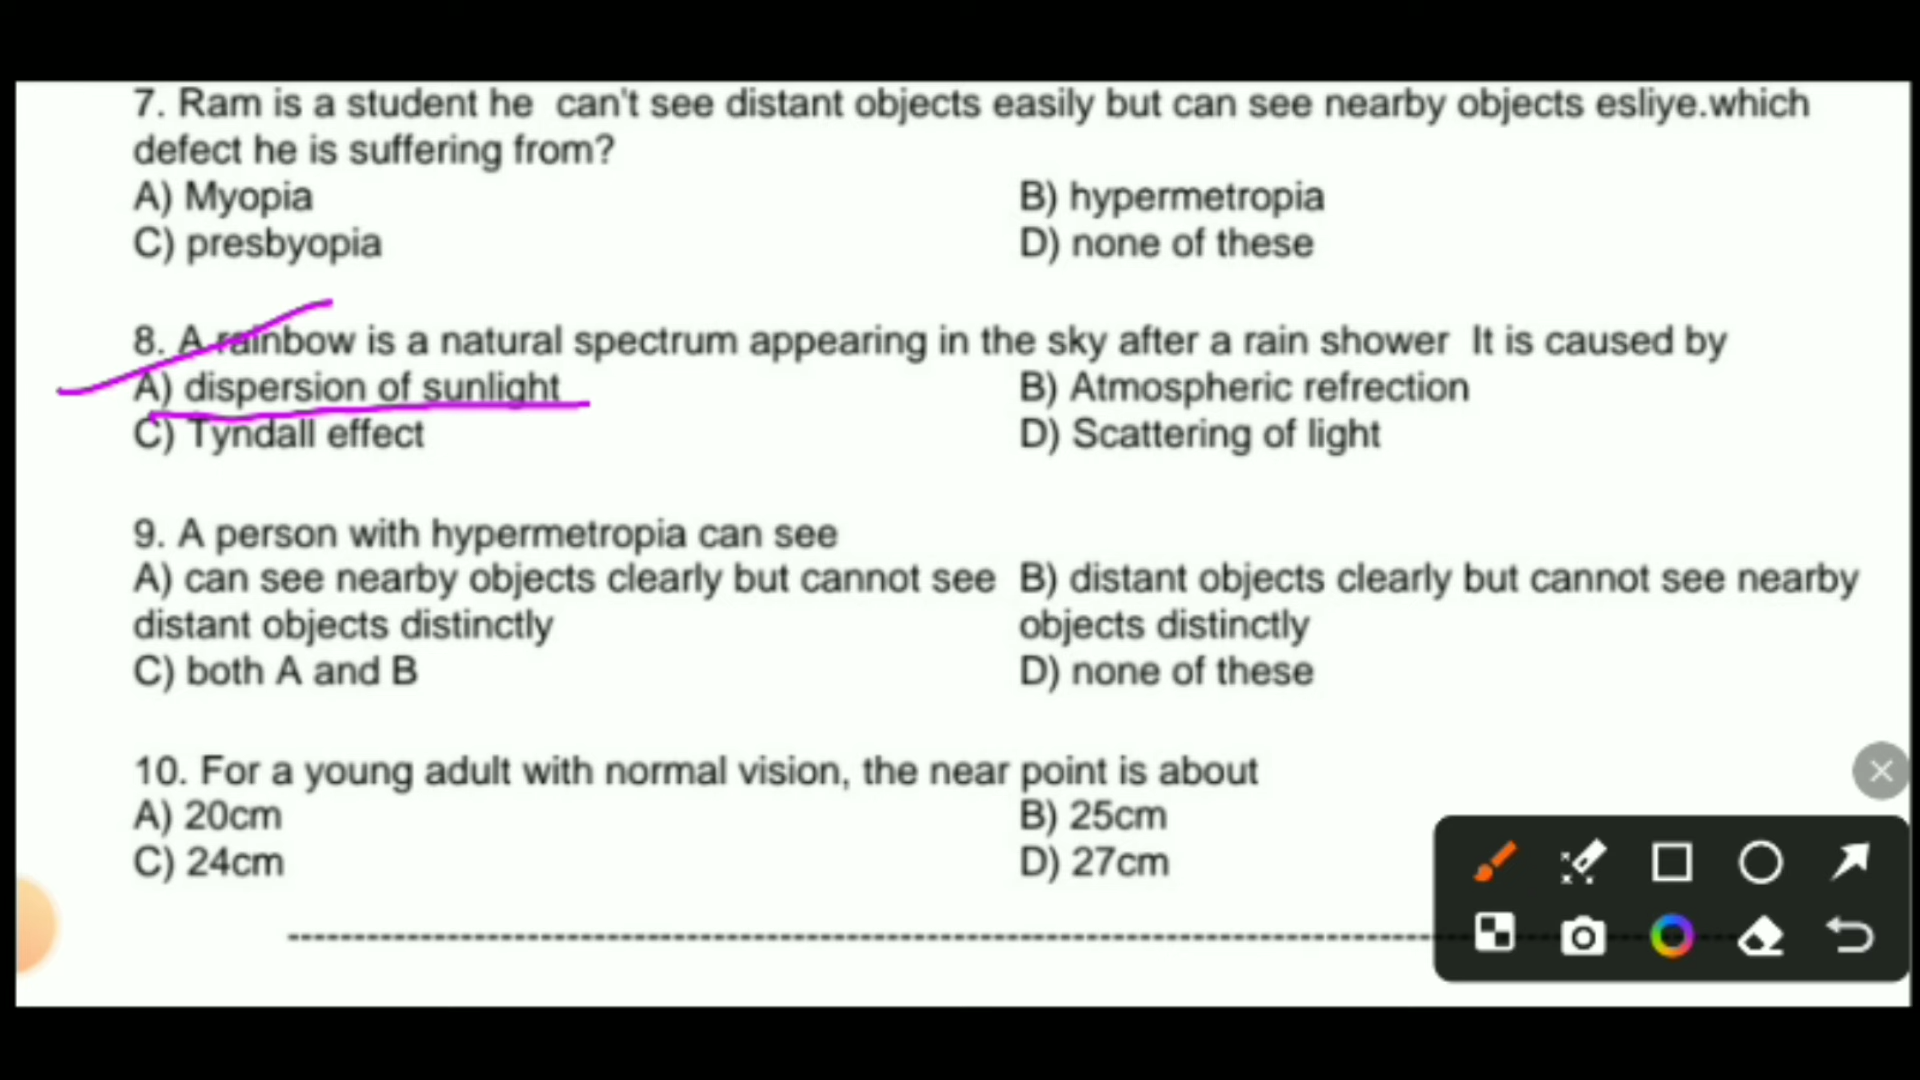 7. Ram is a student he can't see distant objects easily but can see nearby objects esliye.which
defect he is suffering from?
A) Myopia B) hypermetropia
C) presbyopia D) none of these
8. A rainbow is a natural spectrum appearing in the sky after a rain shower It is caused by
A) dispersion of sunlight B) Atmospheric refrection
C) Tyndall effect D) Scattering of light
9. A person with hypermetropia can see
A) can see nearby objects clearly but cannot see B) distant objects clearly but cannot see nearby
distant objects distinctly objects distinctly
C) both A and B D) none of these
10. For a young adult with normal vision, the near point is about
A) 20cm B) 25cm
C) 24cm D) 27cm